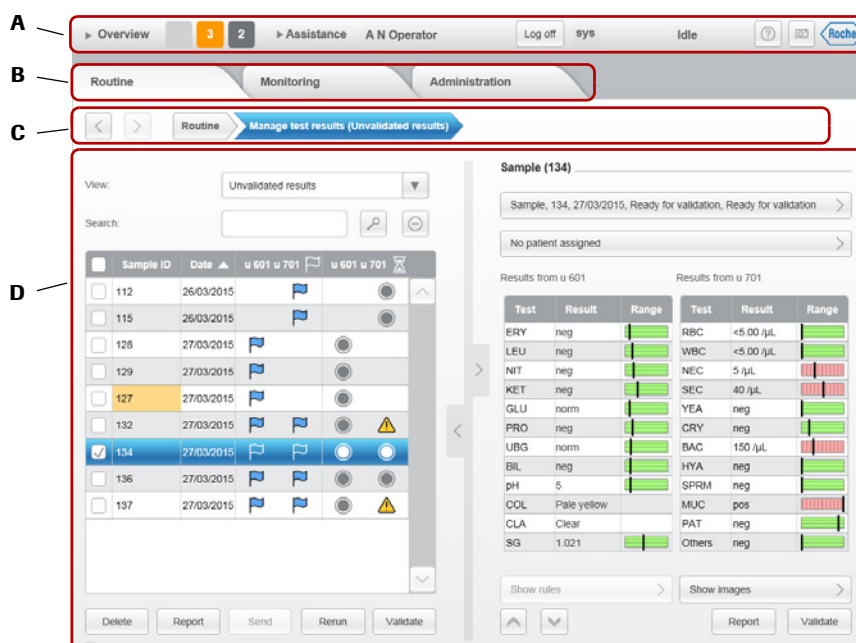 A
Overview 3 2 Assistance A N Operator Log off sys Idle Roche
B
Routine Monitoring Administration
C
Routine Manage test results (Unvalidated results)
D
View: Unvalidated results
Search:
Sample ID Date u 601 u 701 u 601 u 701
112 26/03/2015
115 26/03/2015
128 27/03/2015
129 27/03/2015
127 27/03/2015
132 27/03/2015
134 27/03/2015
136 27/03/2015
137 27/03/2015
Delete Report Send Rerun Validate
Sample (134)
Sample, 134, 27/03/2015, Ready for validation, Ready for validation
No patient assigned
Results from u 601 Results from u 701
Test Result Range Test Result Range
ERY neg RBC <5.00 /µL
LEU neg WBC <5.00 /µL
NIT neg NEC 5 /µL
KET neg SEC 40 /µL
GLU norm YEA neg
PRO neg CRY neg
UBG norm BAC 150 /µL
BIL neg HYA neg
pH 5 SPRM neg
COL Pale yellow MUC pos
CLA Clear PAT neg
SG 1.021 Others neg
Show rules Show images
Report Validate